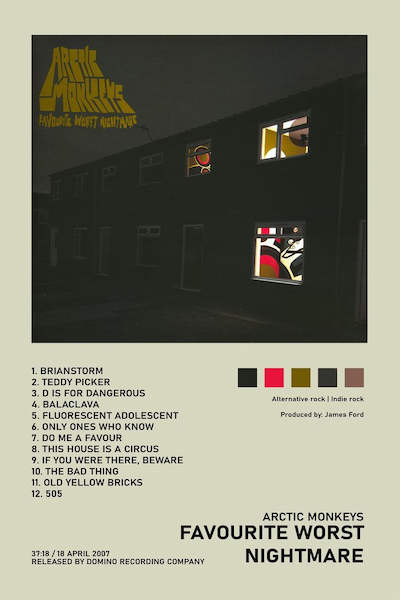 ARCTIC
MONKEYS
FAVOURITE WORST NIGHTMARE
1. BRIANSTORM
2. TEDDY PICKER
3. D IS FOR DANGEROUS
4. BALACLAVA
5. FLUORESCENT ADOLESCENT
6. ONLY ONES WHO KNOW
7. DO ME A FAVOUR
8. THIS HOUSE IS A CIRCUS
9. IF YOU WERE THERE, BEWARE
10. THE BAD THING
11. OLD YELLOW BRICKS
12. 505
Alternative rock | Indie rock
Produced by: James Ford
ARCTIC MONKEYS
FAVOURITE WORST
NIGHTMARE
37:18 / 18 APRIL 2007
RELEASED BY DOMINO RECORDING COMPANY